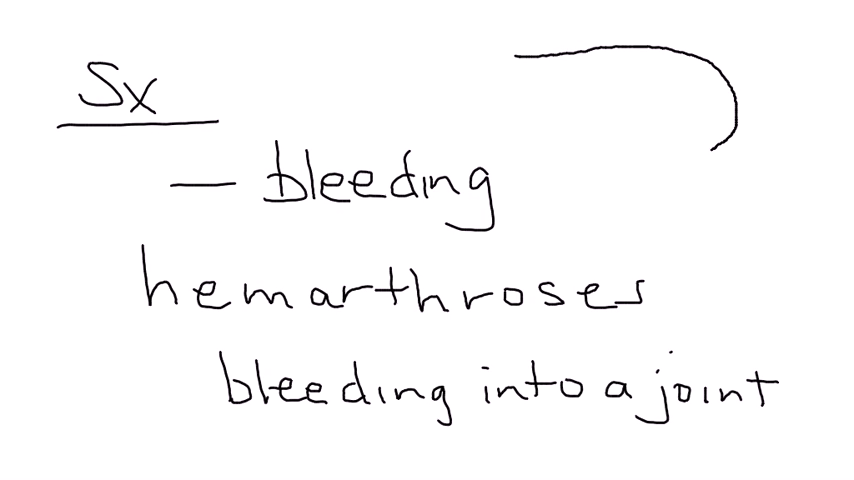 Sx
— bleeding
hemarthroses
bleeding into a joint